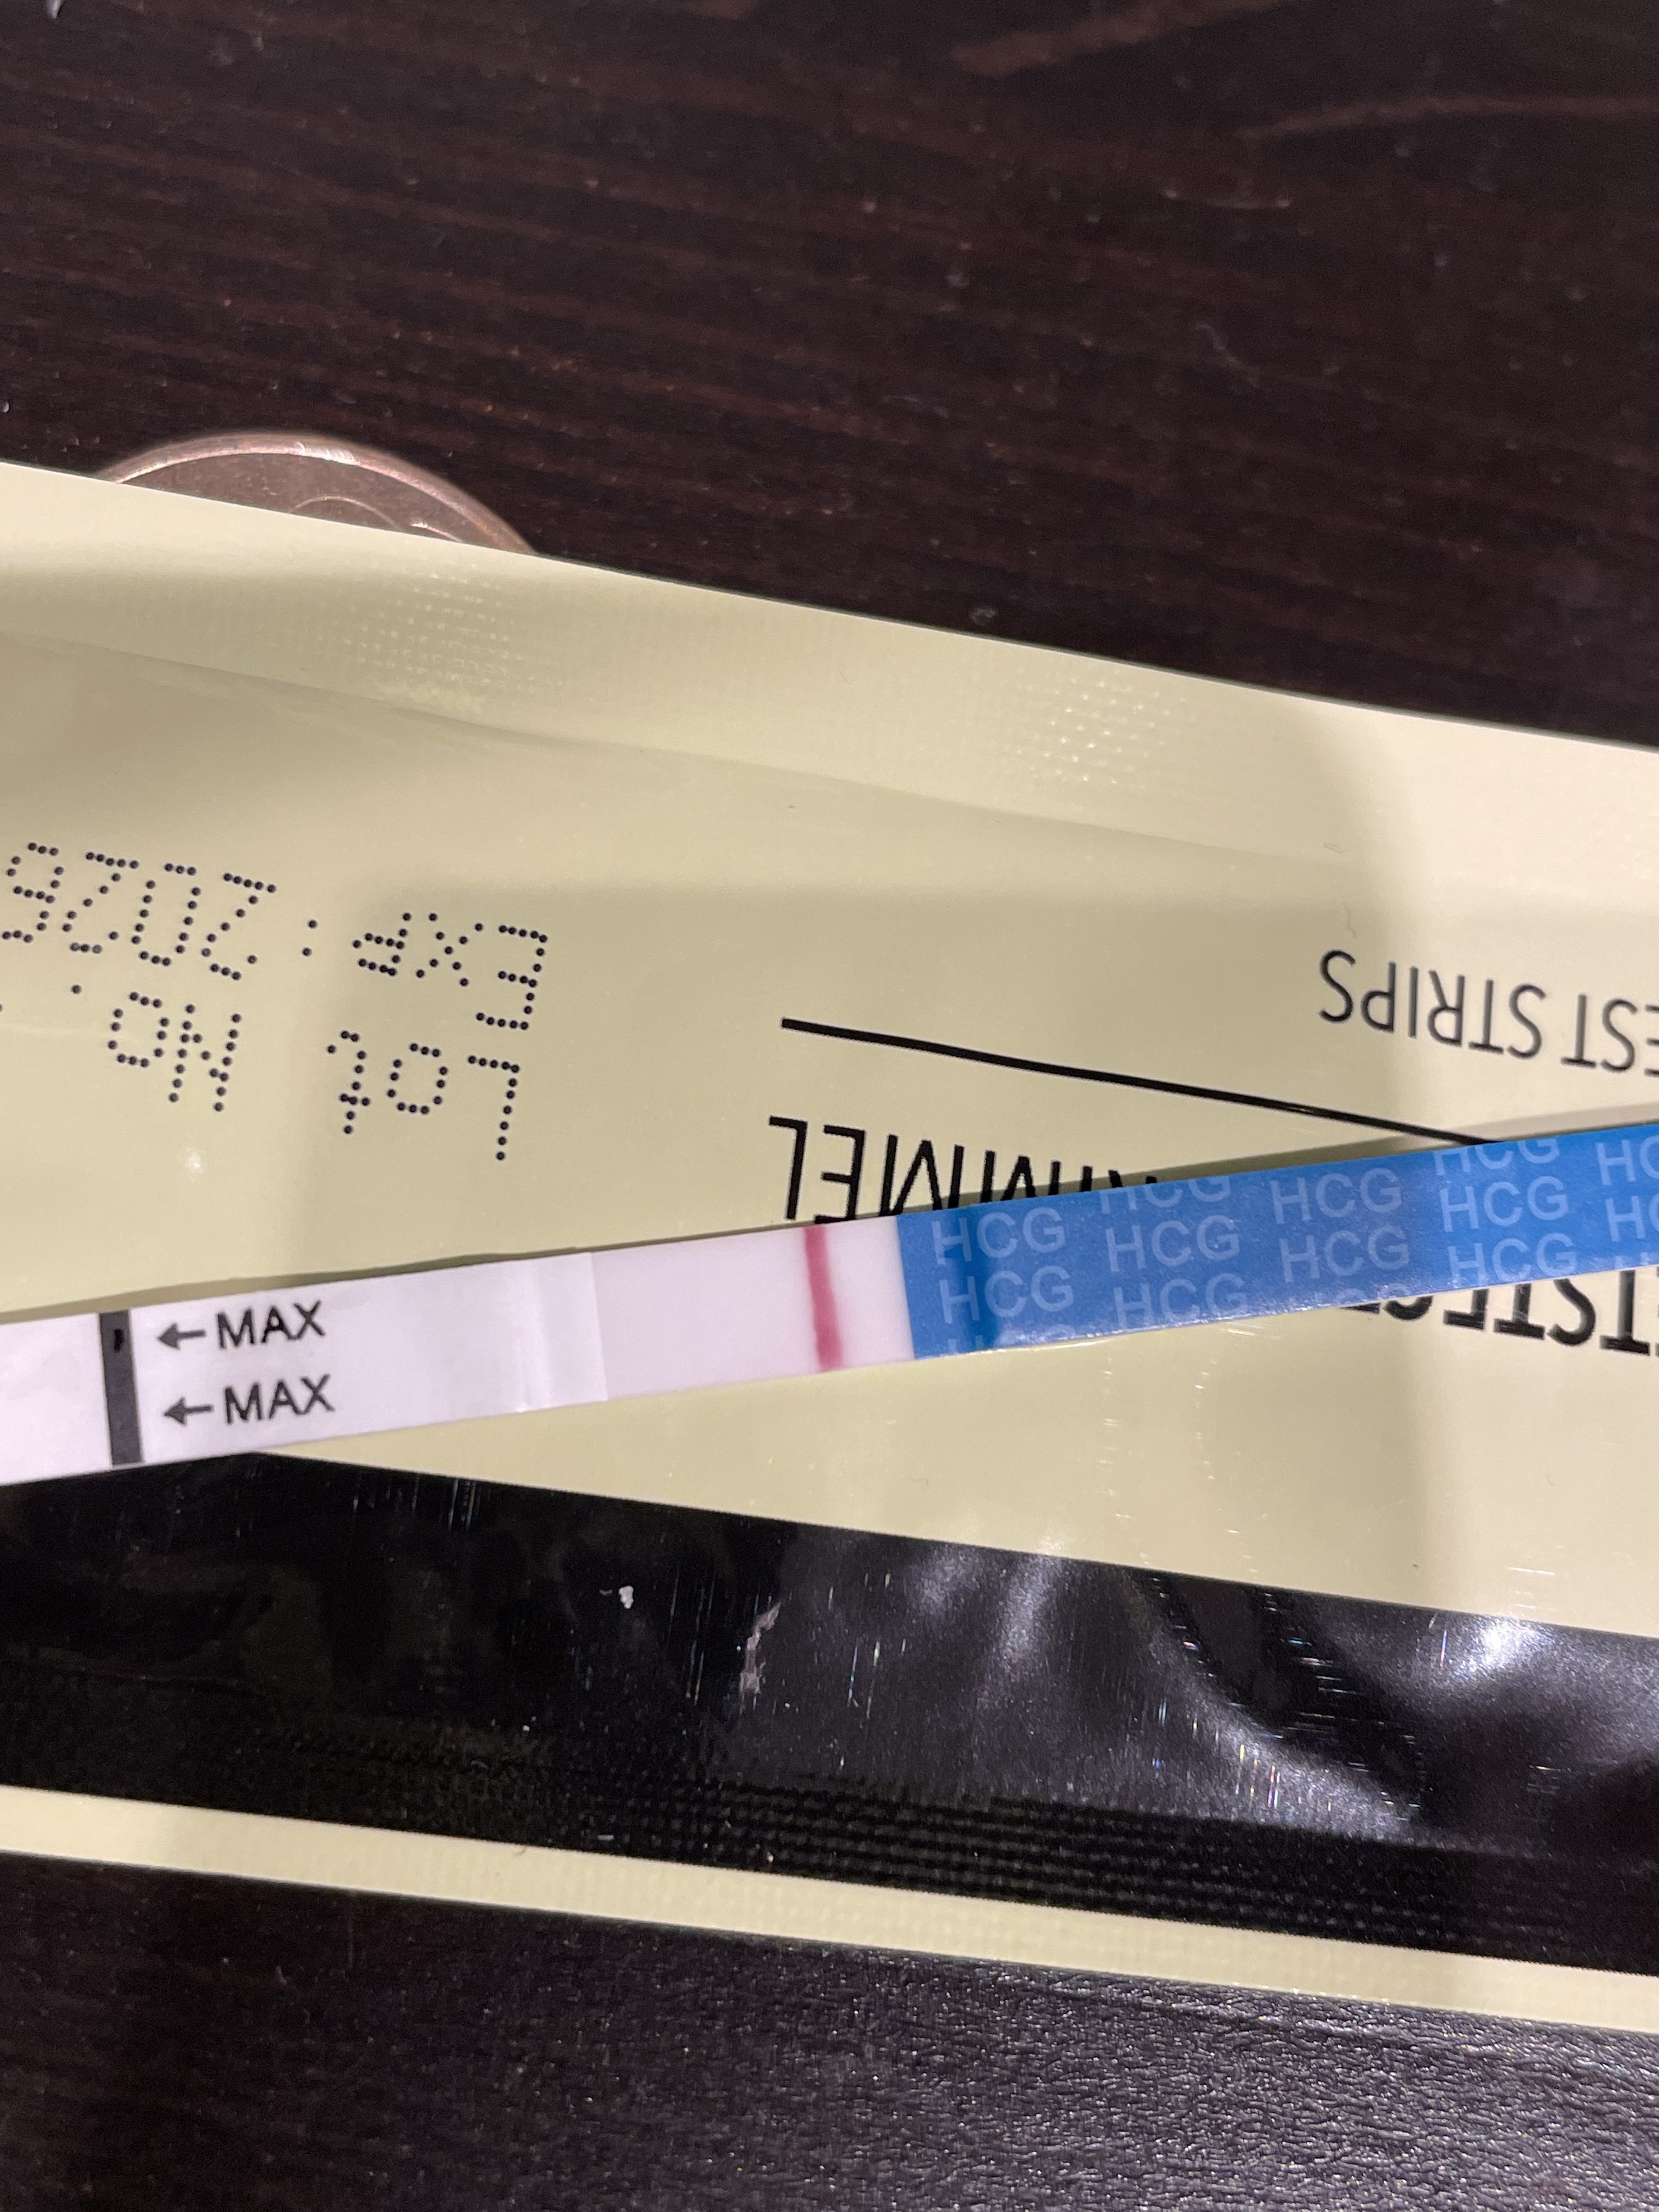 EXP: 2026
Lot No.
EST STRIPS
← MAX
← MAX
HCG HCG HCG HCG
HCG HCG HCG HCG
HCG HCG HCG HCG